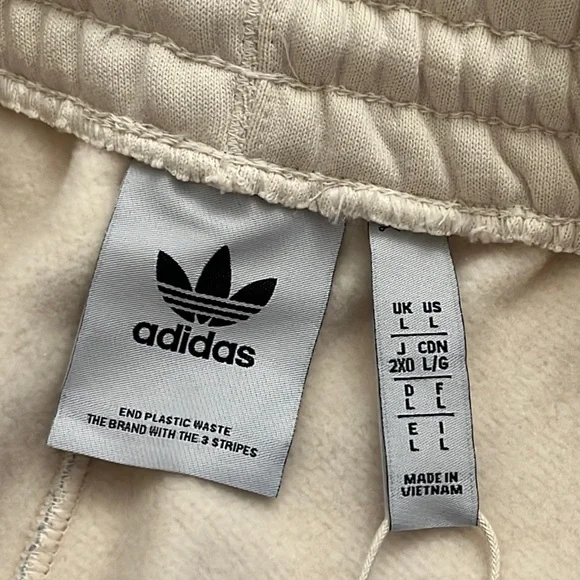 adidas
END PLASTIC WASTE
THE BRAND WITH THE 3 STRIPES
UK US
L L
J CDN
2XO L/G
D F
L L
E I
L L
MADE IN
VIETNAM